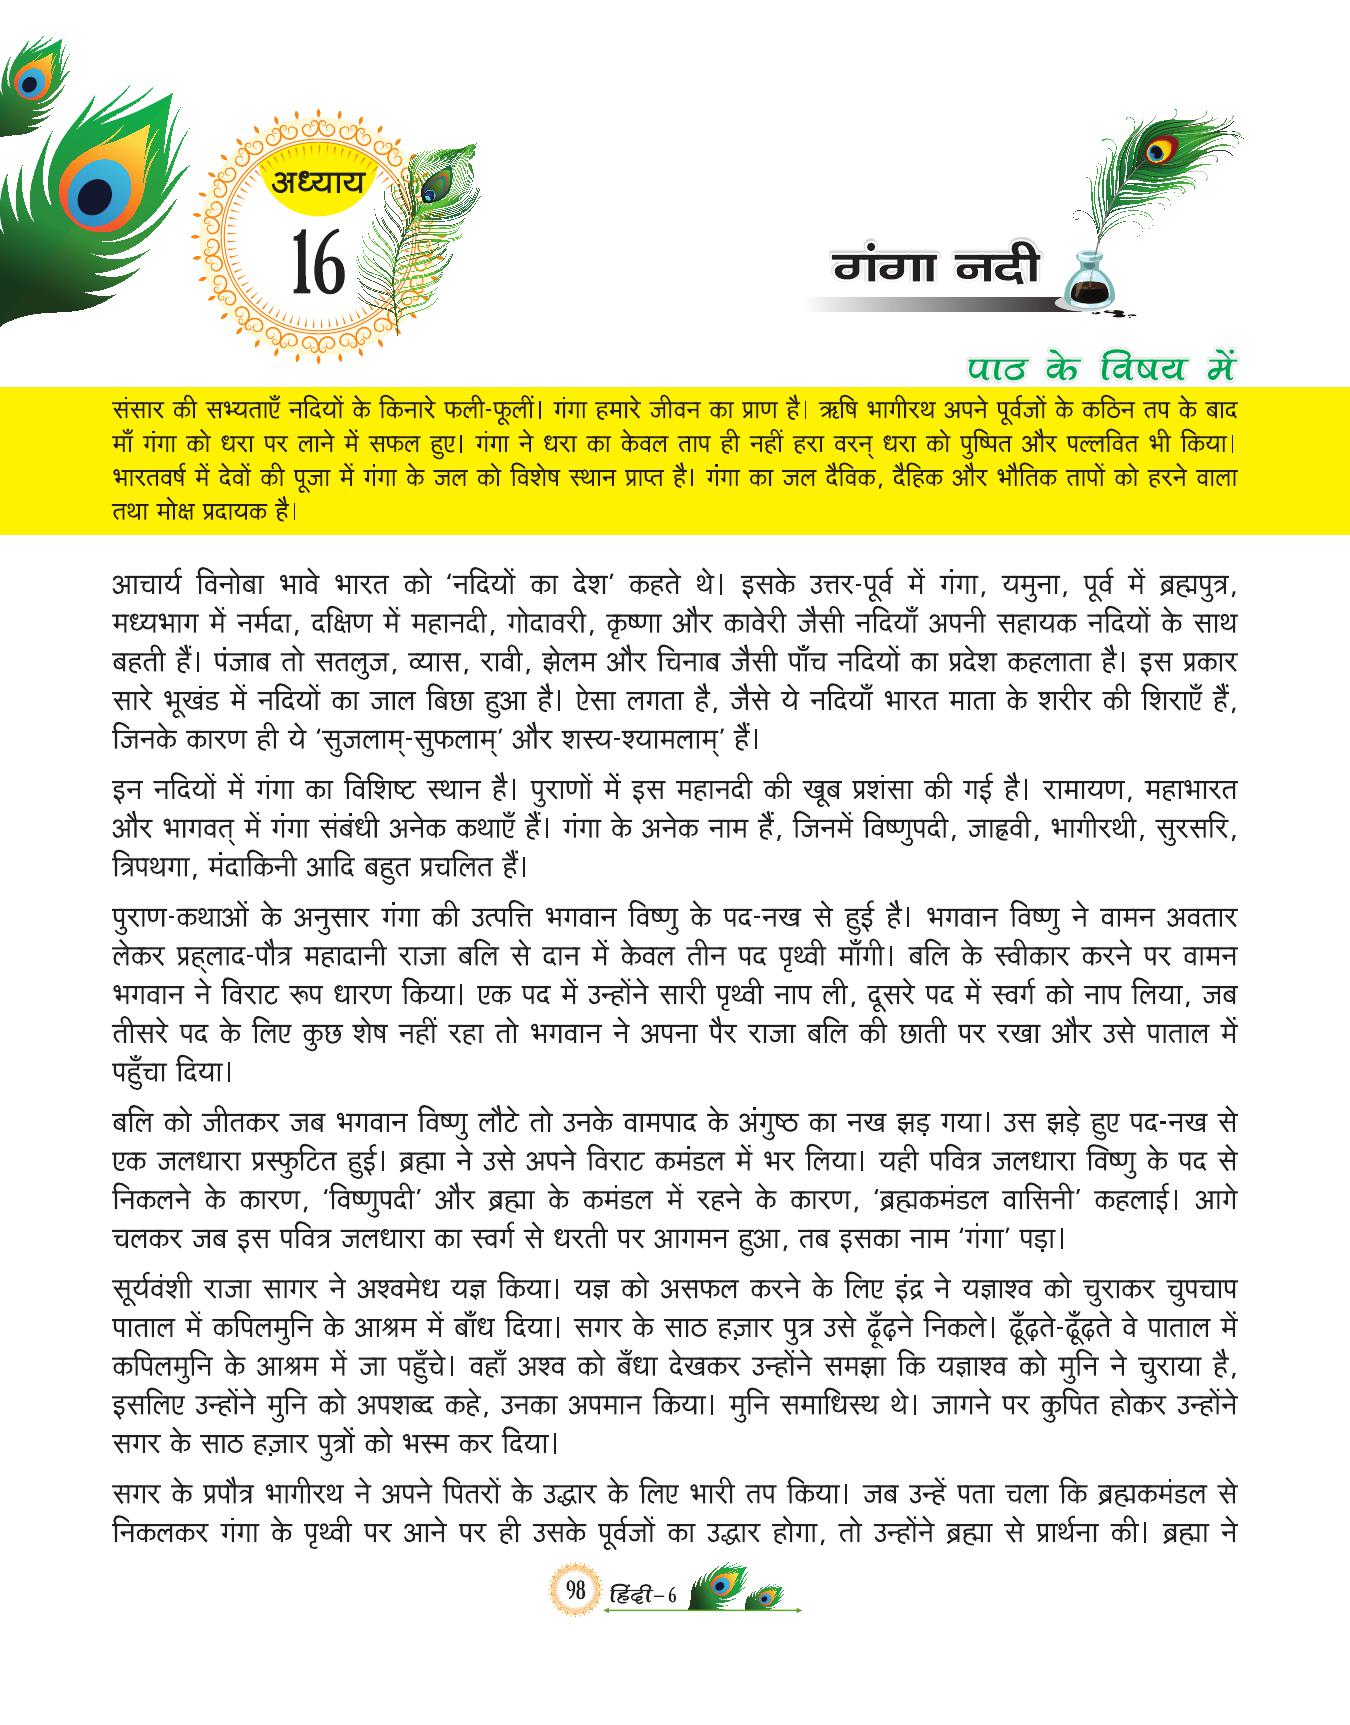 अध्याय
16
गंगा नदी
पाठ के विषय में
संसार की सभ्यताएँ नदियों के किनारे फली-फूलीं। गंगा हमारे जीवन का प्राण है। ऋषि भागीरथ अपने पूर्वजों के कठिन तप के बाद
माँ गंगा को धरा पर लाने में सफल हुए। गंगा ने धरा का केवल ताप ही नहीं हरा वरन् धरा को पुष्पित और पल्लवित भी किया।
भारतवर्ष में देवों की पूजा में गंगा के जल को विशेष स्थान प्राप्त है। गंगा का जल दैविक, दैहिक और भौतिक तापों को हरने वाला
तथा मोक्ष प्रदायक है।
आचार्य विनोबा भावे भारत को ‘नदियों का देश’ कहते थे। इसके उत्तर-पूर्व में गंगा, यमुना, पूर्व में ब्रह्मपुत्र,
मध्यभाग में नर्मदा, दक्षिण में महानदी, गोदावरी, कृष्णा और कावेरी जैसी नदियाँ अपनी सहायक नदियों के साथ
बहती हैं। पंजाब तो सतलुज, व्यास, रावी, झेलम और चिनाब जैसी पाँच नदियों का प्रदेश कहलाता है। इस प्रकार
सारे भूखंड में नदियों का जाल बिछा हुआ है। ऐसा लगता है, जैसे ये नदियाँ भारत माता के शरीर की शिराएँ हैं,
जिनके कारण ही ये ‘सुजलाम्-सुफलाम्’ और शस्य-श्यामलाम्’ हैं।
इन नदियों में गंगा का विशिष्ट स्थान है। पुराणों में इस महानदी की खूब प्रशंसा की गई है। रामायण, महाभारत
और भागवत् में गंगा संबंधी अनेक कथाएँ हैं। गंगा के अनेक नाम हैं, जिनमें विष्णुपदी, जाह्नवी, भागीरथी, सुरसरि,
त्रिपथगा, मंदाकिनी आदि बहुत प्रचलित हैं।
पुराण-कथाओं के अनुसार गंगा की उत्पत्ति भगवान विष्णु के पद-नख से हुई है। भगवान विष्णु ने वामन अवतार
लेकर प्रह्लाद-पौत्र महादानी राजा बलि से दान में केवल तीन पद पृथ्वी माँगी। बलि के स्वीकार करने पर वामन
भगवान ने विराट रूप धारण किया। एक पद में उन्होंने सारी पृथ्वी नाप ली, दूसरे पद में स्वर्ग को नाप लिया, जब
तीसरे पद के लिए कुछ शेष नहीं रहा तो भगवान ने अपना पैर राजा बलि की छाती पर रखा और उसे पाताल में
पहुँचा दिया।
बलि को जीतकर जब भगवान विष्णु लौटे तो उनके वामपाद के अंगुष्ठ का नख झड़ गया। उस झड़े हुए पद-नख से
एक जलधारा प्रस्फुटित हुई। ब्रह्मा ने उसे अपने विराट कमंडल में भर लिया। यही पवित्र जलधारा विष्णु के पद से
निकलने के कारण, ‘विष्णुपदी’ और ब्रह्मा के कमंडल में रहने के कारण, ‘ब्रह्मकमंडल वासिनी’ कहलाई। आगे
चलकर जब इस पवित्र जलधारा का स्वर्ग से धरती पर आगमन हुआ, तब इसका नाम ‘गंगा’ पड़ा।
सूर्यवंशी राजा सागर ने अश्वमेध यज्ञ किया। यज्ञ को असफल करने के लिए इंद्र ने यज्ञाश्व को चुराकर चुपचाप
पाताल में कपिलमुनि के आश्रम में बाँध दिया। सगर के साठ हज़ार पुत्र उसे ढूँढ़ने निकले। ढूँढ़ते-ढूँढ़ते वे पाताल में
कपिलमुनि के आश्रम में जा पहुँचे। वहाँ अश्व को बँधा देखकर उन्होंने समझा कि यज्ञाश्व को मुनि ने चुराया है,
इसलिए उन्होंने मुनि को अपशब्द कहे, उनका अपमान किया। मुनि समाधिस्थ थे। जागने पर कुपित होकर उन्होंने
सगर के साठ हज़ार पुत्रों को भस्म कर दिया।
सगर के प्रपौत्र भागीरथ ने अपने पितरों के उद्धार के लिए भारी तप किया। जब उन्हें पता चला कि ब्रह्मकमंडल से
निकलकर गंगा के पृथ्वी पर आने पर ही उसके पूर्वजों का उद्धार होगा, तो उन्होंने ब्रह्मा से प्रार्थना की। ब्रह्मा ने
98 हिंदी–6